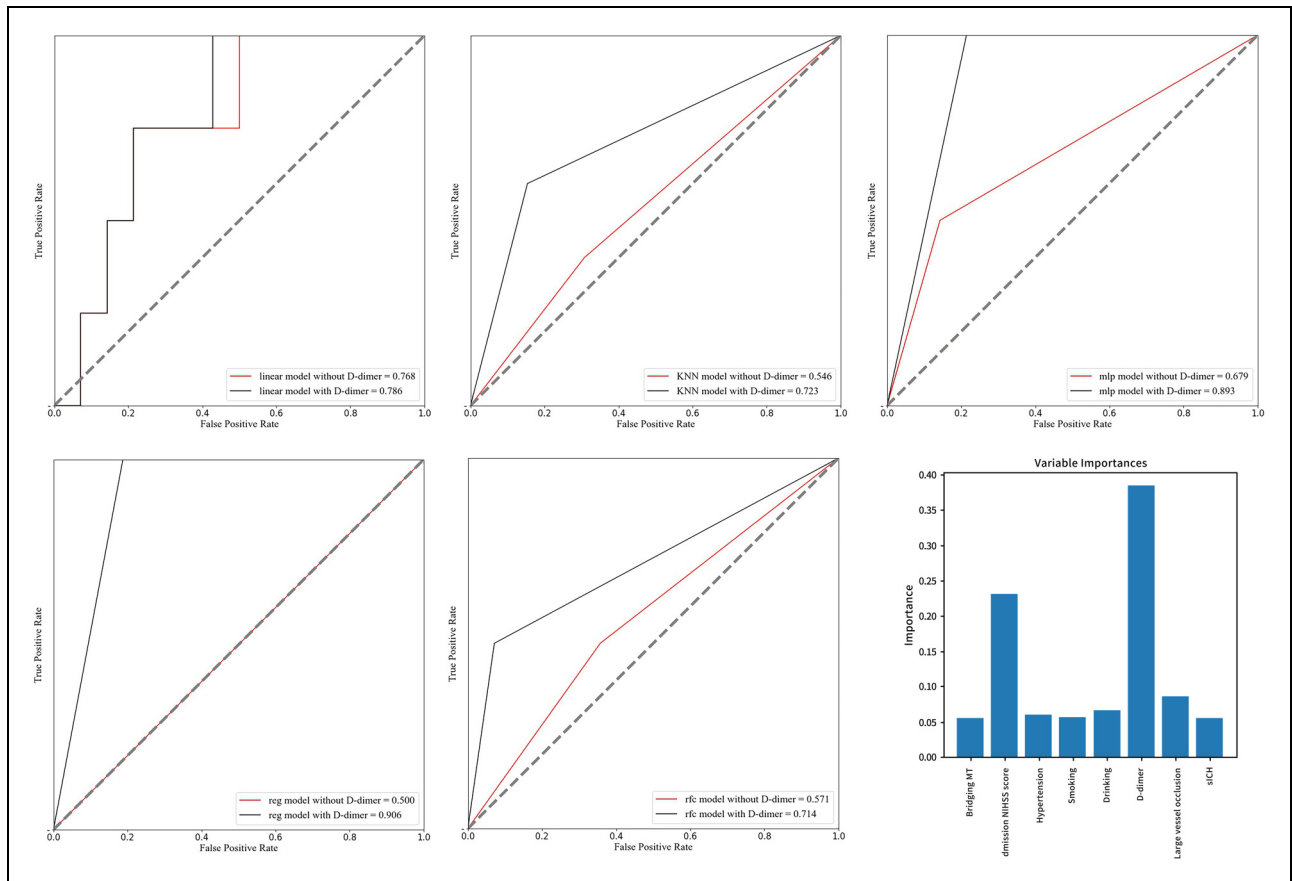 True Positive Rate
linear model without D-dimer = 0.768
linear model with D-dimer = 0.786
0.0 0.2 0.4 0.6 0.8 1.0
False Positive Rate
True Positive Rate
KNN model without D-dimer = 0.546
KNN model with D-dimer = 0.723
0.0 0.2 0.4 0.6 0.8 1.0
False Positive Rate
True Positive Rate
mlp model without D-dimer = 0.679
mlp model with D-dimer = 0.893
0.0 0.2 0.4 0.6 0.8 1.0
False Positive Rate
True Positive Rate
reg model without D-dimer = 0.500
reg model with D-dimer = 0.906
0.0 0.2 0.4 0.6 0.8 1.0
False Positive Rate
True Positive Rate
rfc model without D-dimer = 0.571
rfc model with D-dimer = 0.714
0.0 0.2 0.4 0.6 0.8 1.0
False Positive Rate
Variable Importances
Importance
0.40
0.35
0.30
0.25
0.20
0.15
0.10
0.05
0.00
Bridging MT
dmission NIHSS score
Hypertension
Smoking
Drinking
D-dimer
Large vessel occlusion
sICH